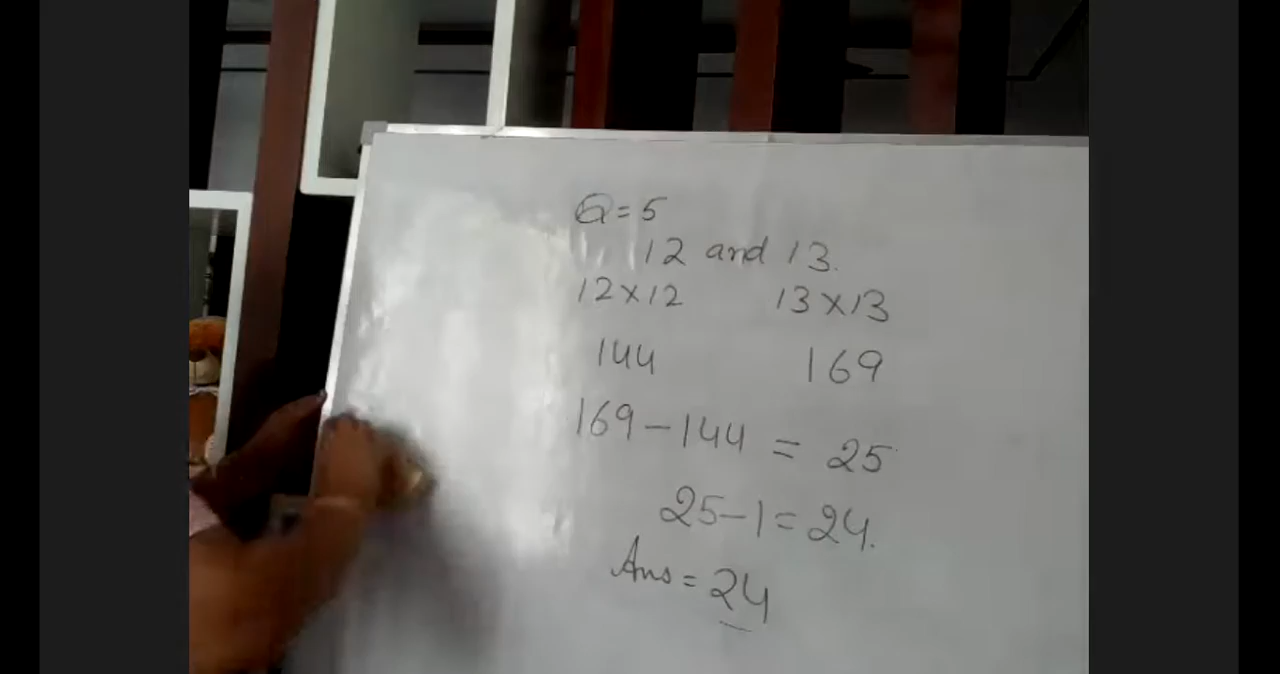 Q=5
12 and 13.
12×12 13×13
144 169
169-144 = 25
25-1=24.
Ans = 24